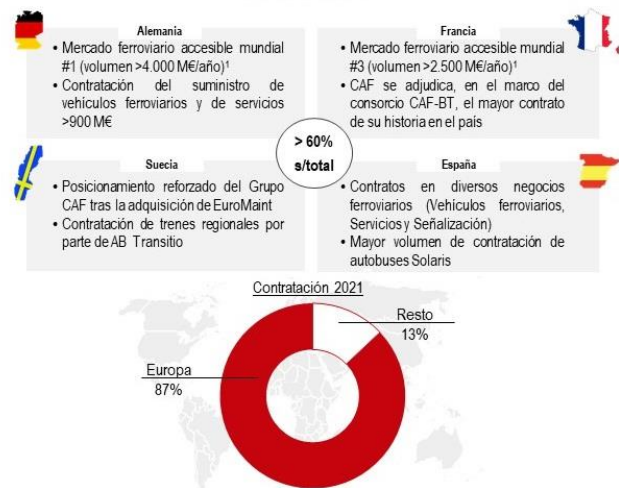 Alemania
• Mercado ferroviario accesible mundial
#1 (volumen >4.000 M€/año)¹
• Contratación del suministro de
vehículos ferroviarios y de servicios
>900 M€
Francia
• Mercado ferroviario accesible mundial
#3 (volumen >2.500 M€/año)¹
• CAF se adjudica, en el marco del
consorcio CAF-BT, el mayor contrato
de su historia en el país
> 60%
s/total
Suecia
• Posicionamiento reforzado del Grupo
CAF tras la adquisición de EuroMaint
• Contratación de trenes regionales por
parte de AB Transitio
España
• Contratos en diversos negocios
ferroviarios (Vehículos ferroviarios,
Servicios y Señalización)
• Mayor volumen de contratación de
autobuses Solaris
Contratación 2021
Resto
13%
Europa
87%